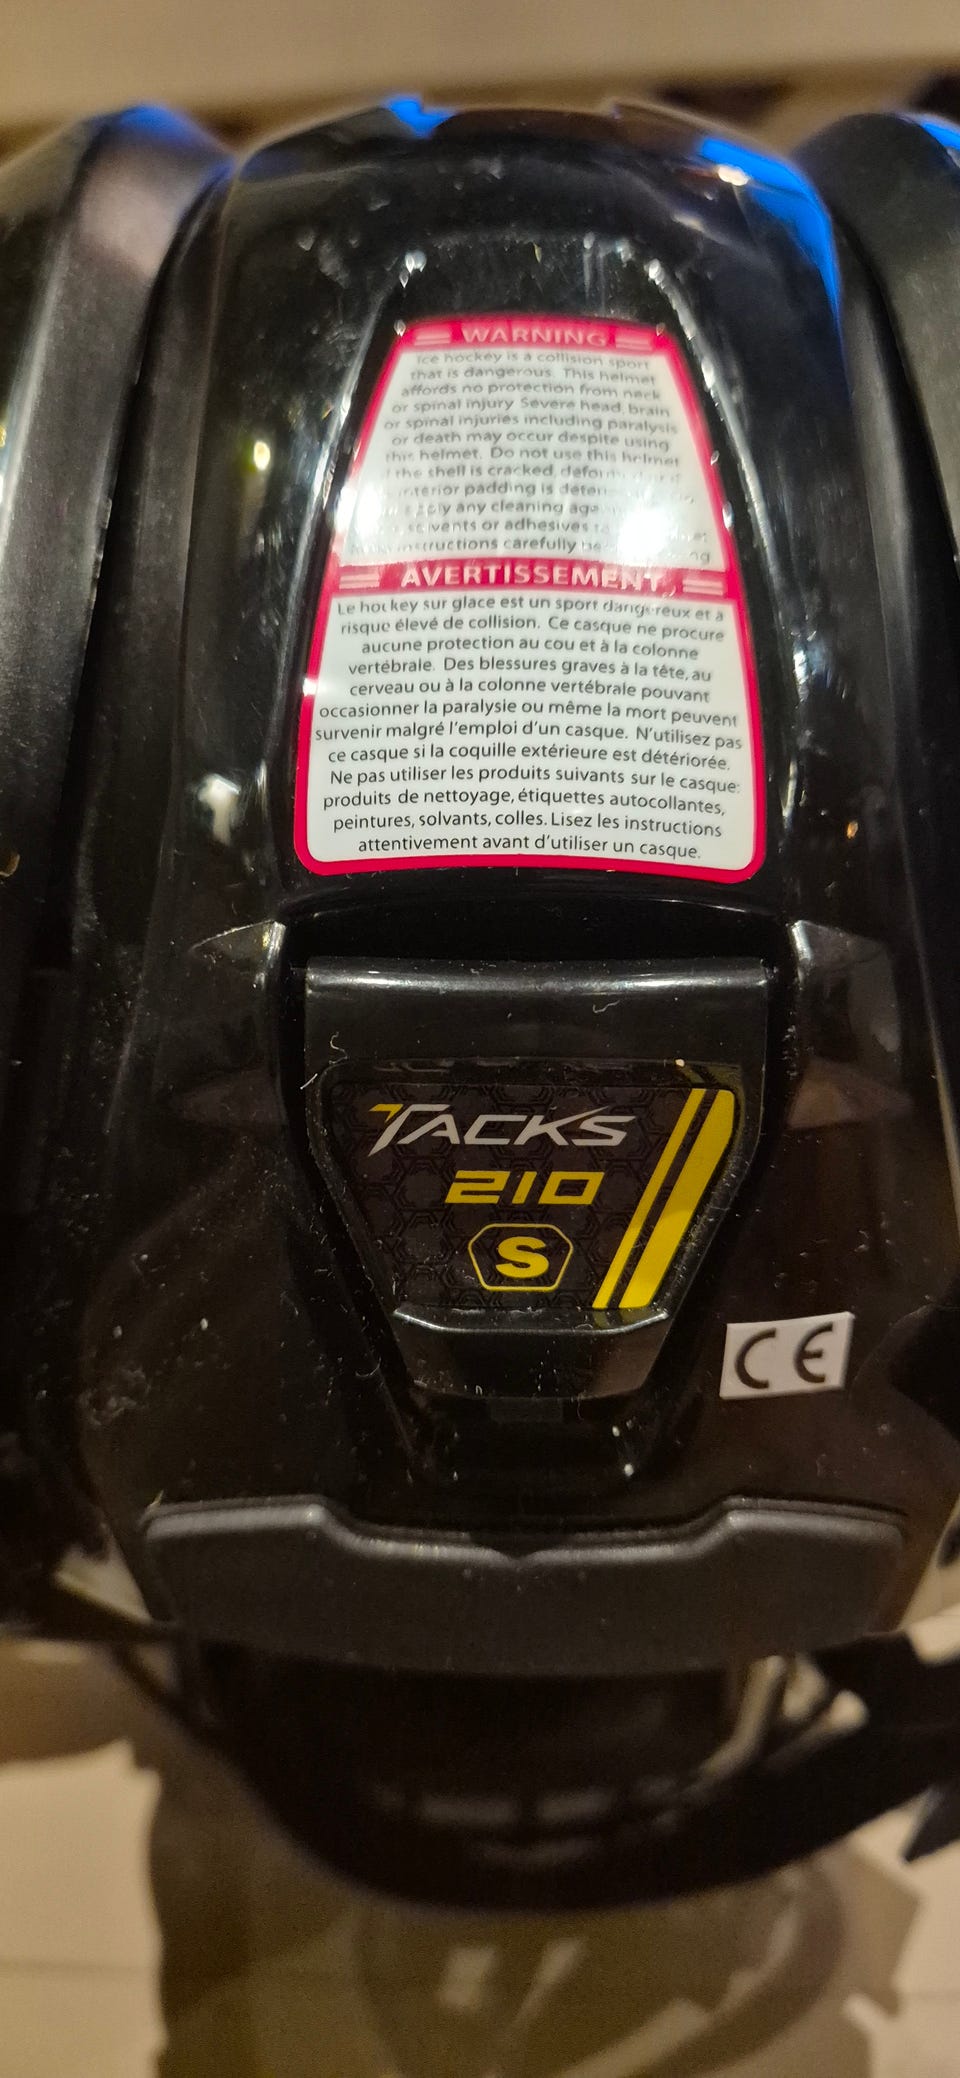 WARNING
Ice hockey is a collision sport
that is dangerous. This helmet
affords no protection from neck
or spinal injury Severe head, brain
or spinal injuries including paralysis
or death may occur despite using
this helmet. Do not use this helmet
the shell is cracked, deformed
interior padding is
any cleaning
solvents or adhesives
instructions carefully
AVERTISSEMENT
Le hockey sur glace est un sport dangereux et à
risque élevé de collision. Ce casque ne procure
aucune protection au cou et à la colonne
vertébrale. Des blessures graves à la tête, au
cerveau ou à la colonne vertébrale pouvant
occasionner la paralysie ou même la mort peuvent
survenir malgré l'emploi d'un casque. N'utilisez pas
ce casque si la coquille extérieure est détériorée.
Ne pas utiliser les produits suivants sur le casque:
produits de nettoyage, étiquettes autocollantes,
peintures, solvants, colles. Lisez les instructions
attentivement avant d'utiliser un casque.
TACKS
210
S
CE